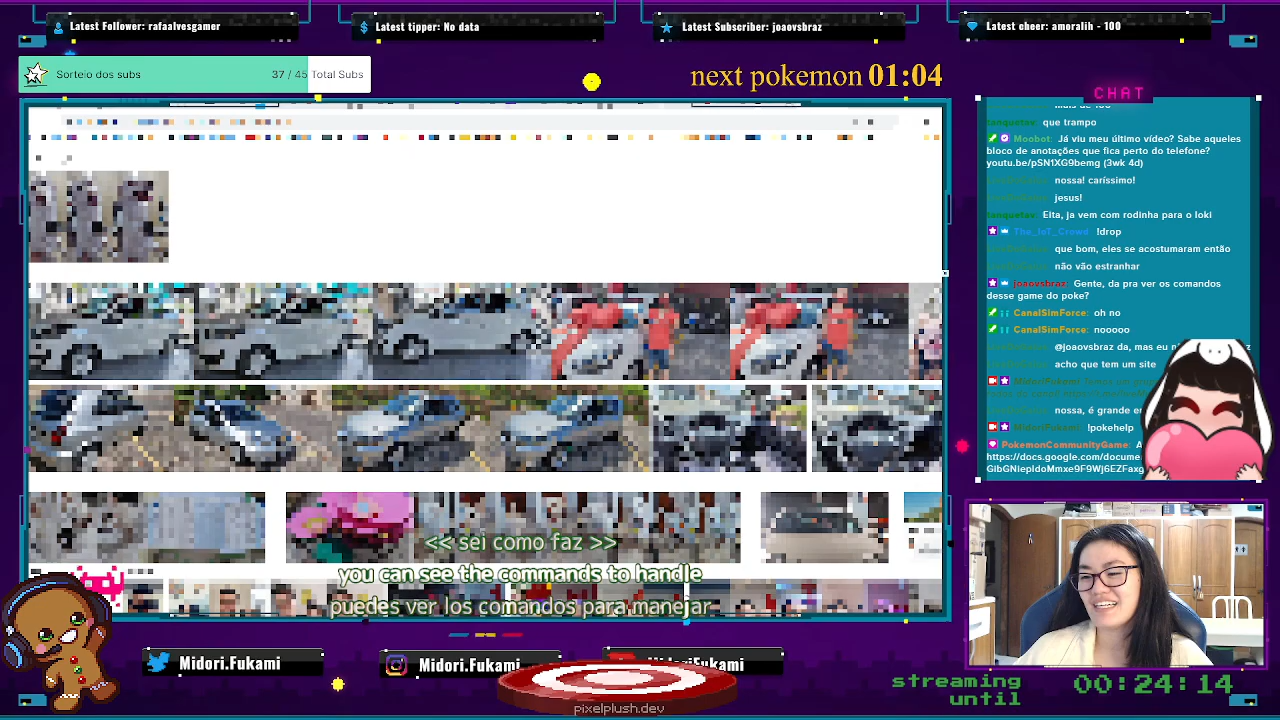 Latest Follower: rafaalvesgamer
Latest tipper: No data
Latest Subscriber: joaovsbraz
Latest cheer: amoralih - 100
Sorteio dos subs
37 / 45 Total Subs
next pokemon 01:04
CHAT
que trampo
Moobot: Já viu meu último vídeo? Sabe aqueles
bloco de anotações que fica perto do telefone?
youtu.be/pSN1XG9bemg (3wk 4d)
nossa! caríssimo!
jesus!
tanquetav: Eita, ja vem com rodinha para o loki
The_IoT_Crowd !drop
que bom, eles se acostumaram então
não vão estranhar
joaovsbraz: Gente, da pra ver os comandos
desse game do poke?
CanalSimForce: oh no
CanalSimForce: nooooo
@joaovsbraz da, mas eu
acho que tem um site
MidoriFukami
nossa, é grande
MidoriFukami: !pokehelp
PokemonCommunityGame:
https://docs.google.com/docume
<< sei como faz >>
you can see the commands to handle
puedes ver los comandos para manejar
Midori.Fukami
Midori.Fukami
MidoriFukami
pixelplush.dev
streaming
until
00:24:14